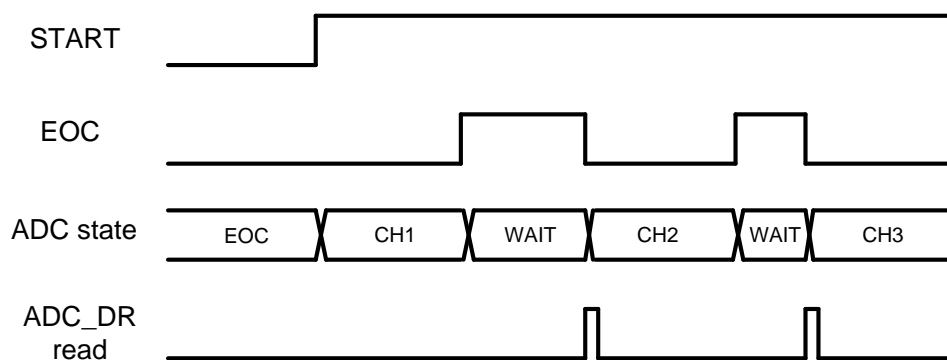 START
EOC
ADC state
EOC CH1 WAIT CH2 WAIT CH3
ADC_DR
read